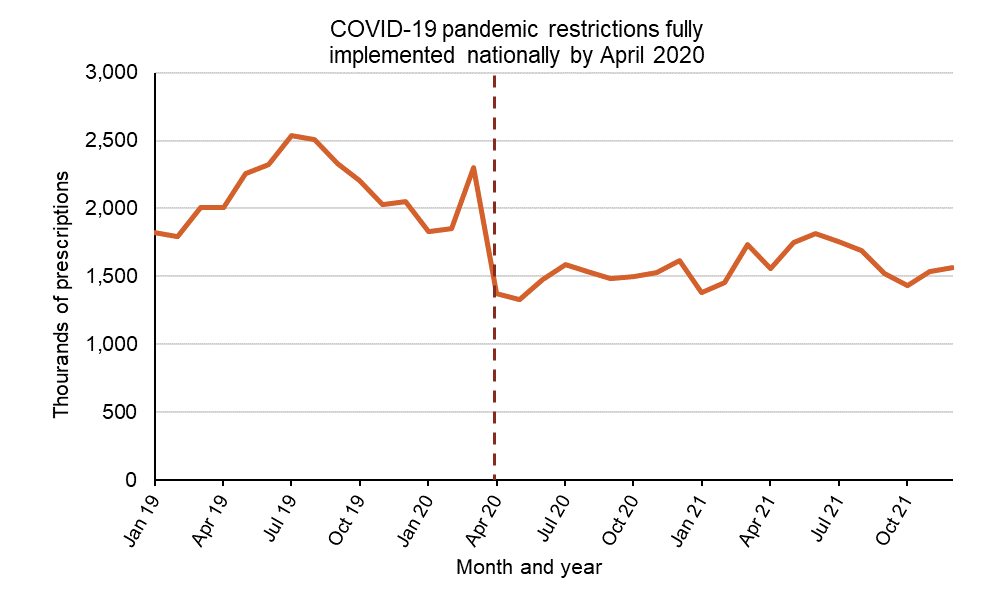 COVID-19 pandemic restrictions fully
implemented nationally by April 2020
3,000
2,500
2,000
1,500
1,000
500
0
Thourands of prescriptions
Jan 19
Apr 19
Jul 19
Oct 19
Jan 20
Apr 20
Jul 20
Oct 20
Jan 21
Apr 21
Jul 21
Oct 21
Month and year